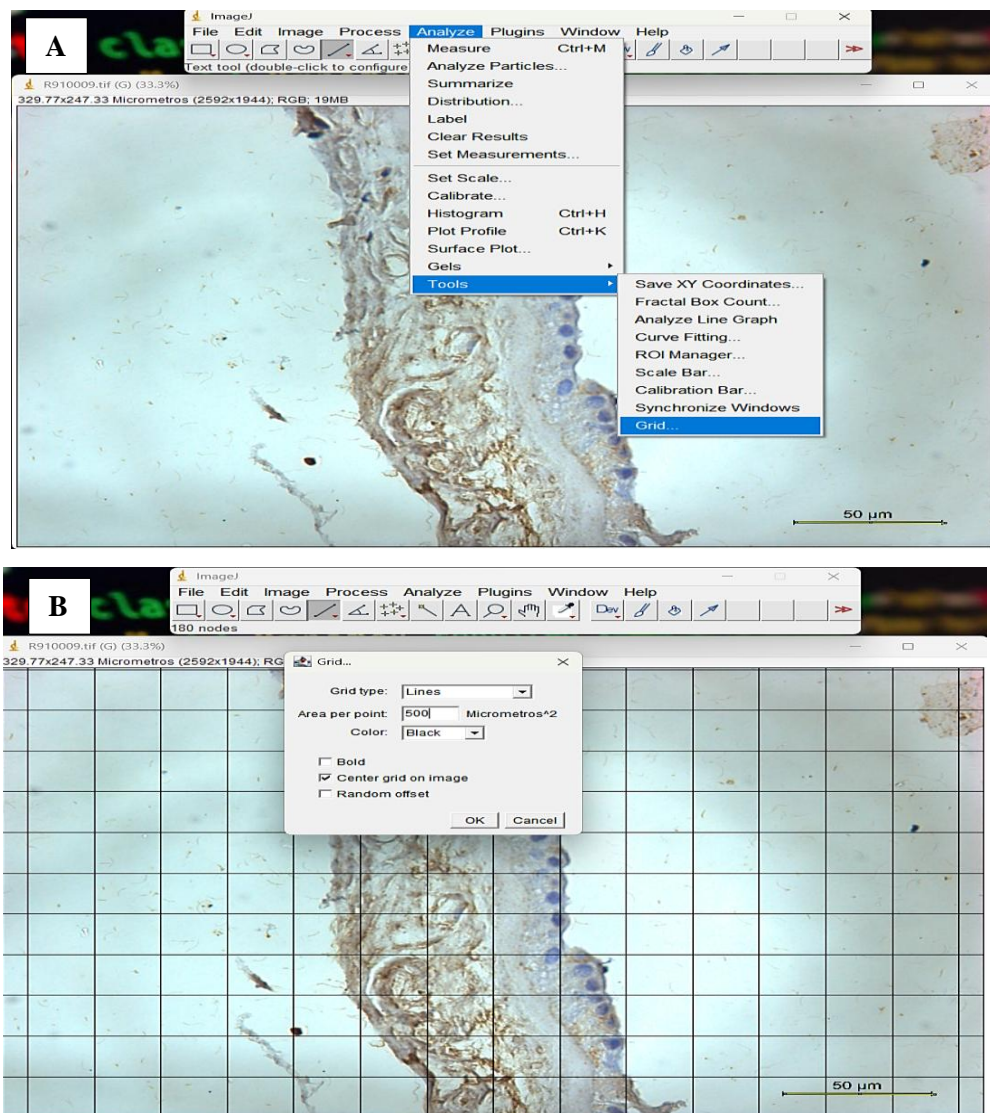 A
ImageJ
File Edit Image Process Analyze Plugins Window Help
Text tool (double-click to configure
R910009.tif (G) (33.3%)
329.77x247.33 Micrometros (2592x1944); RGB; 19MB
Measure Ctrl+M
Analyze Particles...
Summarize
Distribution...
Label
Clear Results
Set Measurements...
Set Scale...
Calibrate...
Histogram Ctrl+H
Plot Profile Ctrl+K
Surface Plot...
Gels
Tools
Save XY Coordinates...
Fractal Box Count...
Analyze Line Graph
Curve Fitting...
ROI Manager...
Scale Bar...
Calibration Bar...
Synchronize Windows
Grid...
50 µm
B
ImageJ
File Edit Image Process Analyze Plugins Window Help
A Dev
180 nodes
R910009.tif (G) (33.3%)
329.77x247.33 Micrometros (2592x1944); RG
Grid...
Grid type: Lines
Area per point: 500 Micrometros^2
Color: Black
Bold
Center grid on image
Random offset
OK Cancel
50 µm